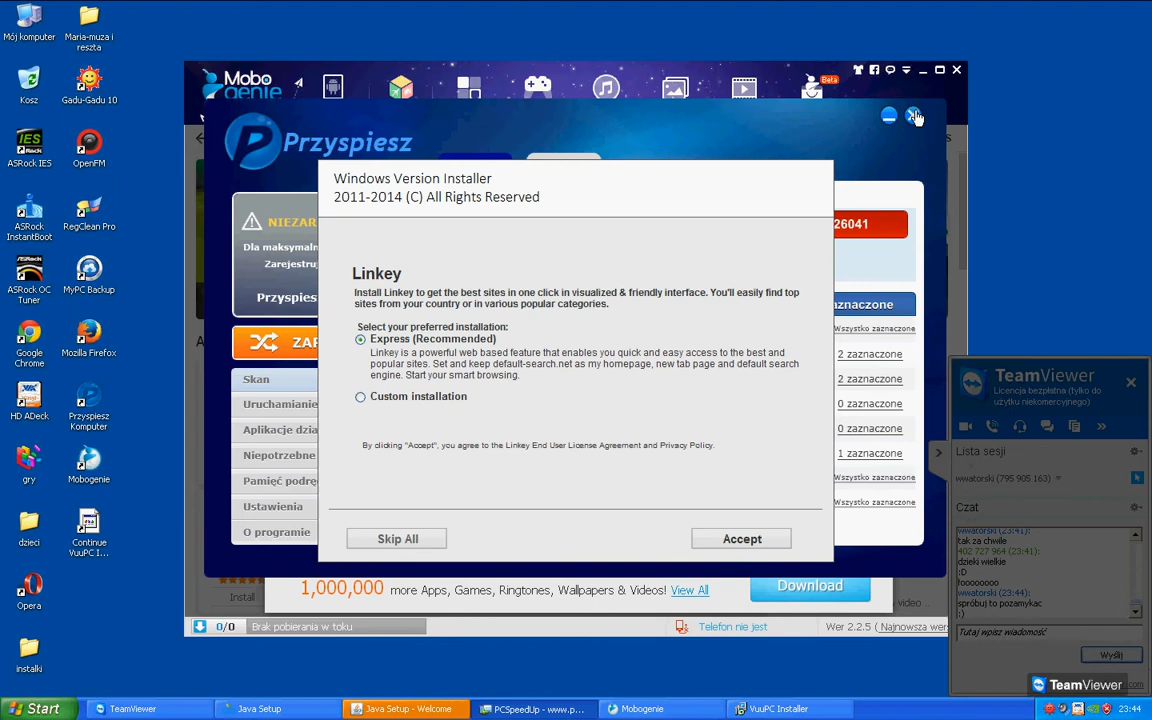 Mój komputer
Maria-muza i
reszta
Kosz
Gadu-Gadu 10
ASRock IES
OpenFM
ASRock
InstantBoot
RegClean Pro
ASRock OC
Tuner
MyPC Backup
Google
Chrome
Mozilla Firefox
HD ADeck
Przyspiesz
Komputer
gry
Mobogenie
dzieci
Continue
VuuPC I...
Opera
instalki
Mobo
genie
Beta
Przyspiesz
NIEZAR
Dla maksymaln
Zarejestruj
Przyspies
ZAR
Skan
Uruchamianie
Aplikacje dzia
Niepotrzebne
Pamięć podrę
Ustawienia
O programie
Windows Version Installer
2011-2014 (C) All Rights Reserved
Linkey
Install Linkey to get the best sites in one click in visualized & friendly interface. You'll easily find top
sites from your country or in various popular categories.
Select your preferred installation:
Express (Recommended)
Linkey is a powerful web based feature that enables you quick and easy access to the best and
popular sites. Set and keep default-search.net as my homepage, new tab page and default search
engine. Start your smart browsing.
Custom installation
By clicking "Accept", you agree to the Linkey End User License Agreement and Privacy Policy.
Skip All
Accept
26041
aznaczone
Wszystko zaznaczone
2 zaznaczone
2 zaznaczone
0 zaznaczone
0 zaznaczone
1 zaznaczone
Wszystko zaznaczone
Wszystko zaznaczone
Install
1,000,000 more Apps, Games, Ringtones, Wallpapers & Videos! View All
Download
video ..
0/0
Brak pobierania w toku
Telefon nie jest
Wer 2.2.5 ( Najnowsza wers
TeamViewer
Licencja bezpłatna (tylko do
użytku niekomercyjnego)
Lista sesji
wwatorski (795 905 163)
Czat
wwatorski (23:41):
tak za chwile
402 727 964 (23:41):
dzieki wielkie
:D
łoooooooo
wwatorski (23:44):
spróbuj to pozamykac
:)
Tutaj wpisz wiadomość
Wyślij
TeamViewer
Start
TeamViewer
Java Setup
Java Setup - Welcome
PCSpeedUp - www.p...
Mobogenie
VuuPC Installer
23:44